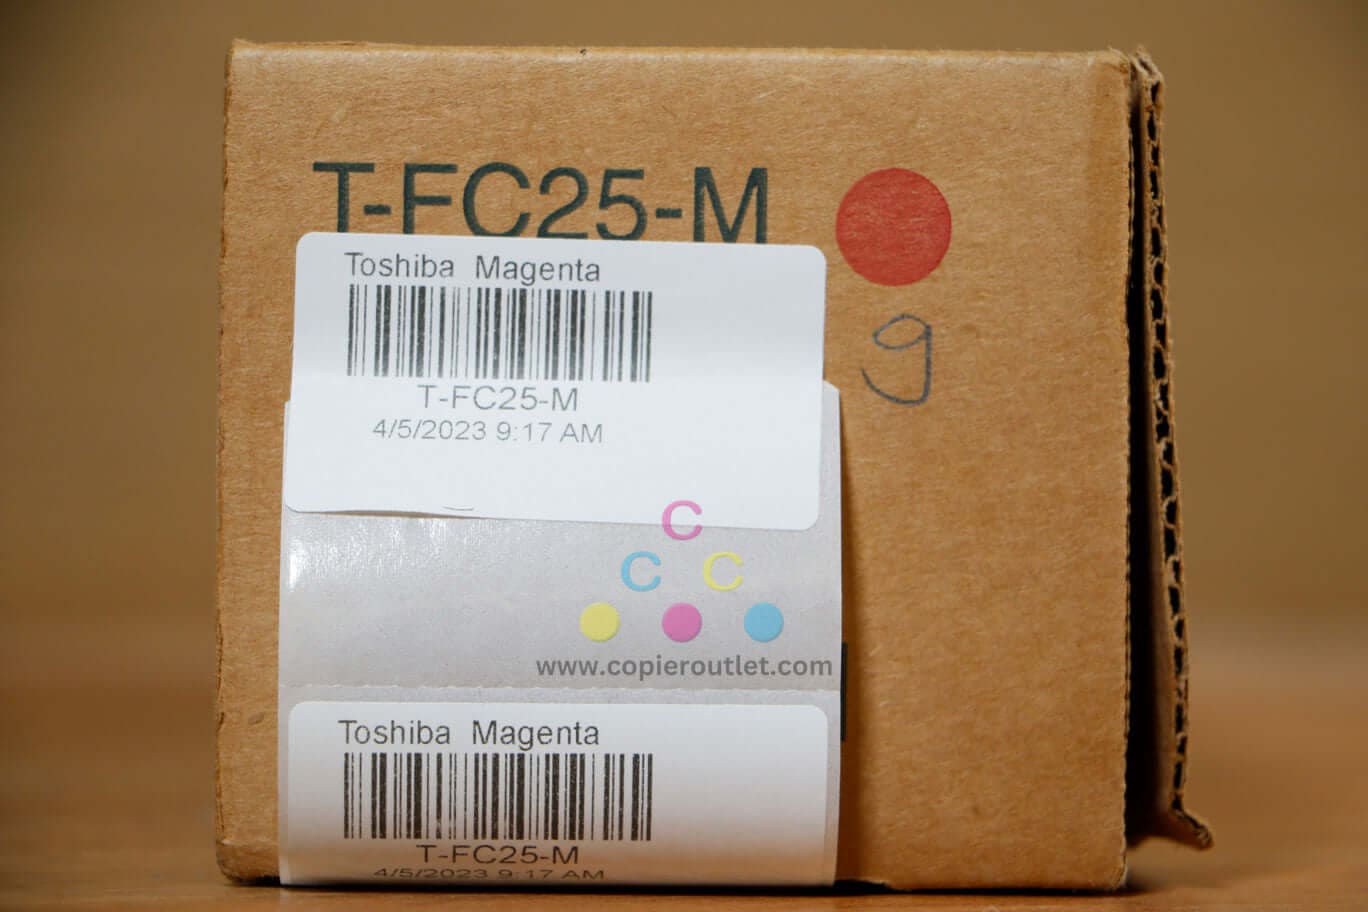 T-FC25-M
Toshiba Magenta
T-FC25-M
4/5/2023 9:17 AM
g
C
C C
www.copieroutlet.com
Toshiba Magenta
T-FC25-M
4/5/2023 9:17 AM